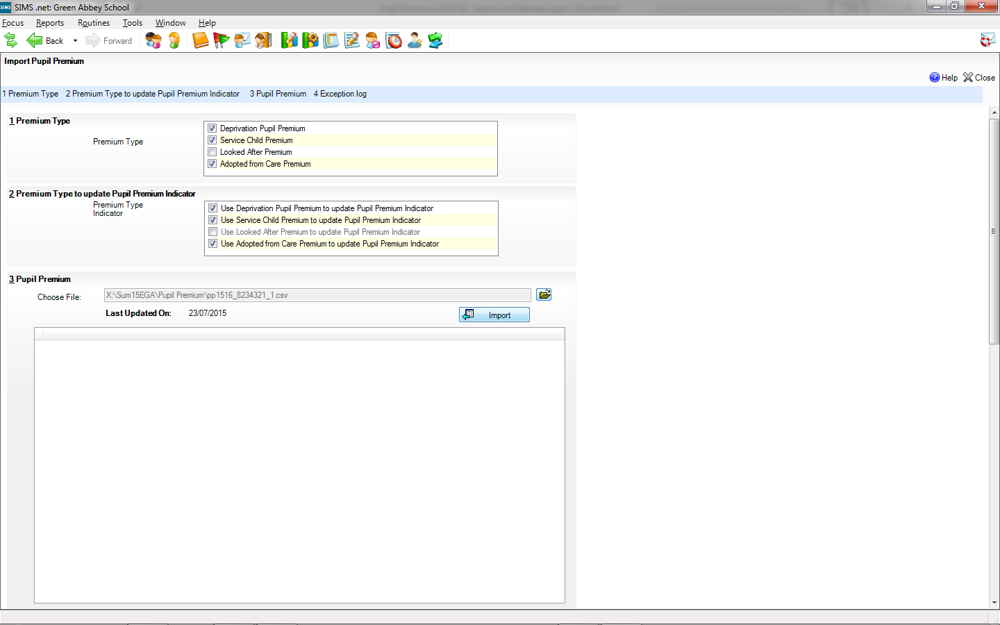 SIMS SIMS .net: Green Abbey School
Focus Reports Routines Tools Window Help
Back Forward
Import Pupil Premium
Help Close
1 Premium Type 2 Premium Type to update Pupil Premium Indicator 3 Pupil Premium 4 Exception log
1 Premium Type
Premium Type
Deprivation Pupil Premium
Service Child Premium
Looked After Premium
Adopted from Care Premium
2 Premium Type to update Pupil Premium Indicator
Premium Type
Indicator
Use Deprivation Pupil Premium to update Pupil Premium Indicator
Use Service Child Premium to update Pupil Premium Indicator
Use Looked After Premium to update Pupil Premium Indicator
Use Adopted from Care Premium to update Pupil Premium Indicator
3 Pupil Premium
Choose File: X:\Sum15EGA\Pupil Premium\pp1516_8234321_1.csv
Last Updated On: 23/07/2015 Import